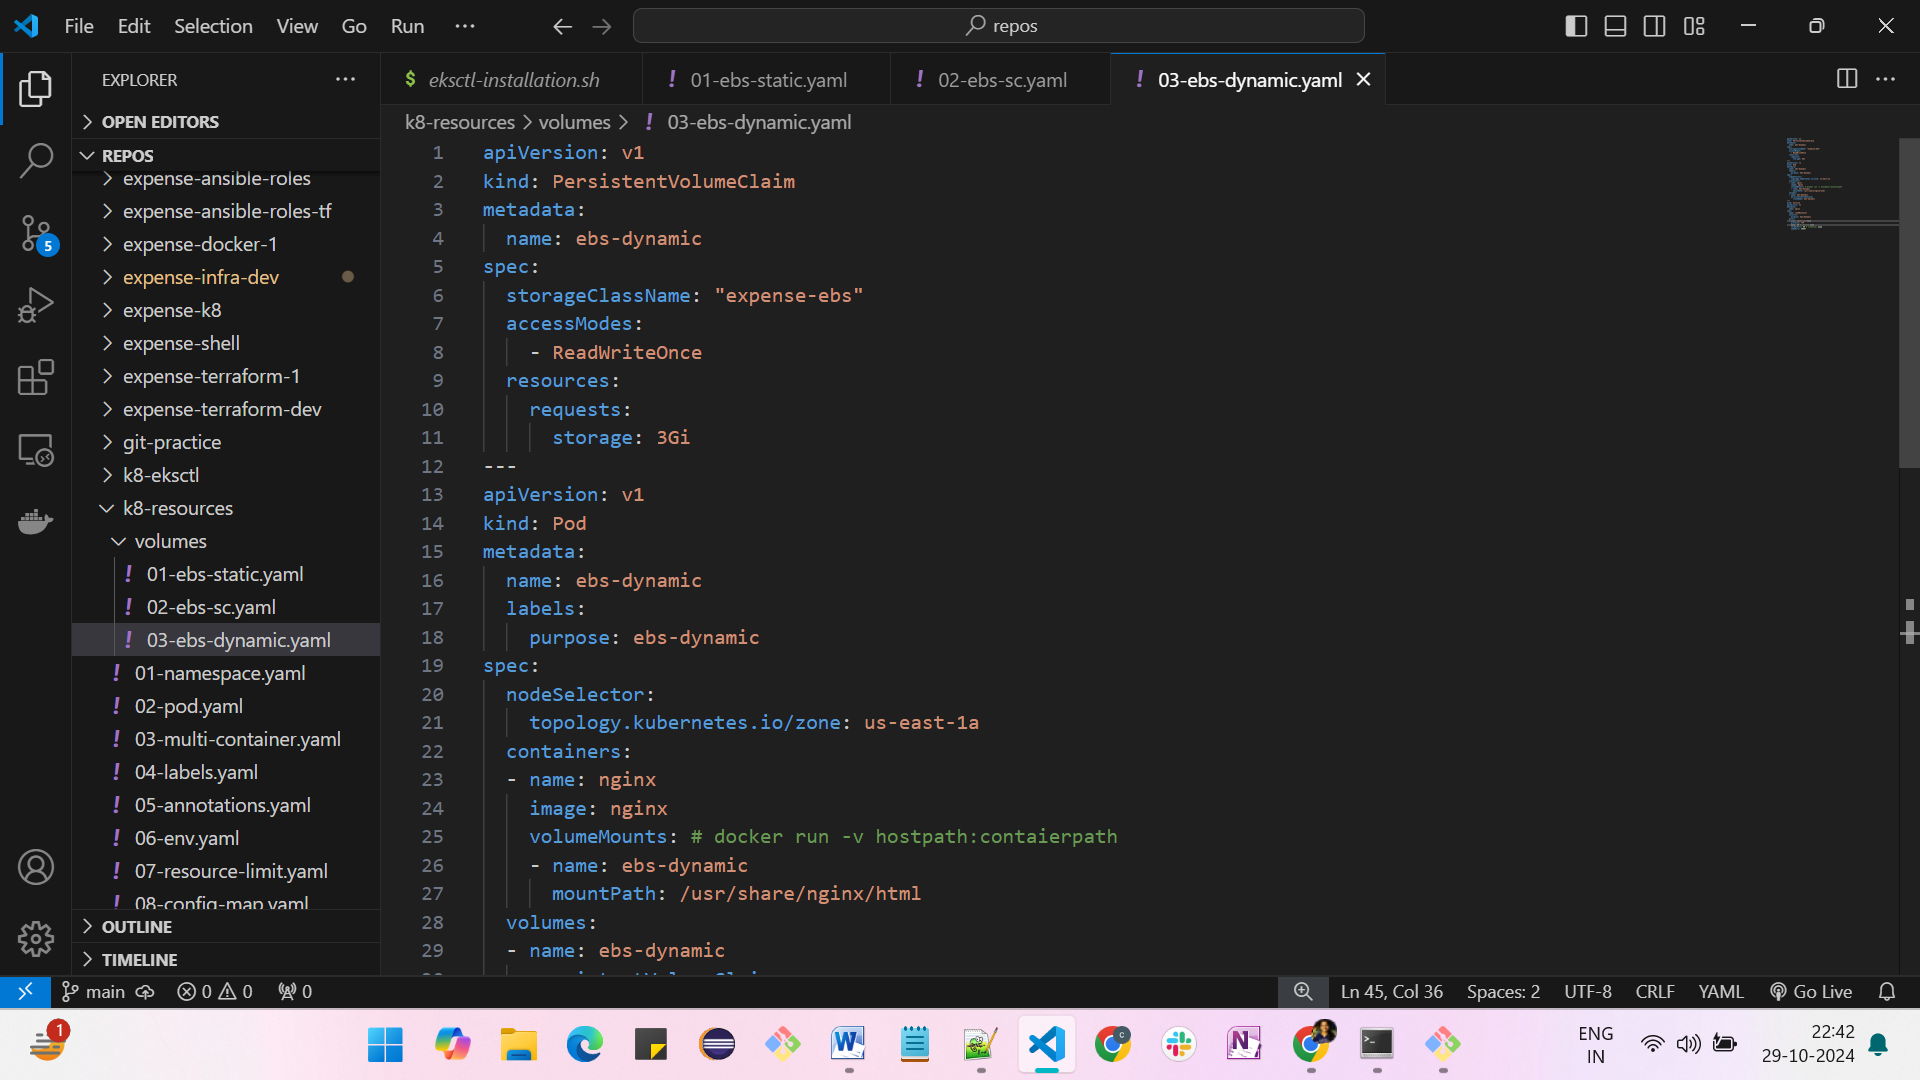 File Edit Selection View Go Run ···
repos
EXPLORER ···
OPEN EDITORS
REPOS
expense-ansible-roles
expense-ansible-roles-tf
expense-docker-1
expense-infra-dev
expense-k8
expense-shell
expense-terraform-1
expense-terraform-dev
git-practice
k8-eksctl
k8-resources
volumes
! 01-ebs-static.yaml
! 02-ebs-sc.yaml
! 03-ebs-dynamic.yaml
! 01-namespace.yaml
! 02-pod.yaml
! 03-multi-container.yaml
! 04-labels.yaml
! 05-annotations.yaml
! 06-env.yaml
! 07-resource-limit.yaml
! 08-config-map.yaml
OUTLINE
TIMELINE
5
$ eksctl-installation.sh ! 01-ebs-static.yaml ! 02-ebs-sc.yaml ! 03-ebs-dynamic.yaml
k8-resources > volumes > ! 03-ebs-dynamic.yaml
1 apiVersion: v1
2 kind: PersistentVolumeClaim
3 metadata:
4   name: ebs-dynamic
5 spec:
6   storageClassName: "expense-ebs"
7   accessModes:
8     - ReadWriteOnce
9   resources:
10     requests:
11       storage: 3Gi
12 ---
13 apiVersion: v1
14 kind: Pod
15 metadata:
16   name: ebs-dynamic
17   labels:
18     purpose: ebs-dynamic
19 spec:
20   nodeSelector:
21     topology.kubernetes.io/zone: us-east-1a
22   containers:
23   - name: nginx
24     image: nginx
25     volumeMounts: # docker run -v hostpath:contaierpath
26     - name: ebs-dynamic
27       mountPath: /usr/share/nginx/html
28   volumes:
29   - name: ebs-dynamic
main 0 0 0 Ln 45, Col 36 Spaces: 2 UTF-8 CRLF YAML Go Live
1
ENG
IN
22:42
29-10-2024